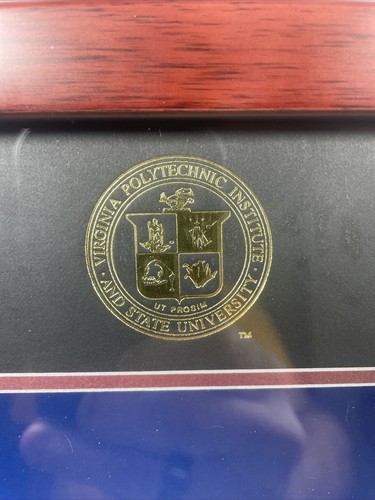 VIRGINIA POLYTECHNIC INSTITUTE
· AND STATE UNIVERSITY ·
UT PROSIM
TM